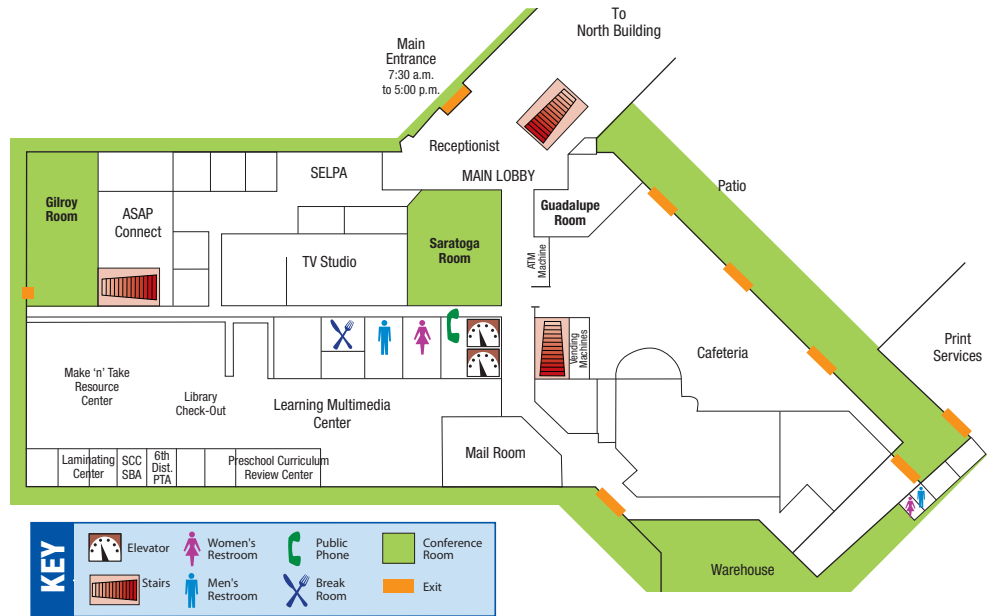 To
North Building
Main
Entrance
7:30 a.m.
to 5:00 p.m.
Receptionist
SELPA
MAIN LOBBY
Patio
Gilroy
Room
ASAP
Connect
Guadalupe
Room
Saratoga
Room
TV Studio
ATM
Machine
Vending
Machines
Cafeteria
Print
Services
Make ‘n’ Take
Resource
Center
Library
Check-Out
Learning Multimedia
Center
Mail Room
Laminating
Center
SCC
SBA
6th
Dist.
PTA
Preschool Curriculum
Review Center
Warehouse
KEY
Elevator
Women's
Restroom
Public
Phone
Conference
Room
Stairs
Men's
Restroom
Break
Room
Exit